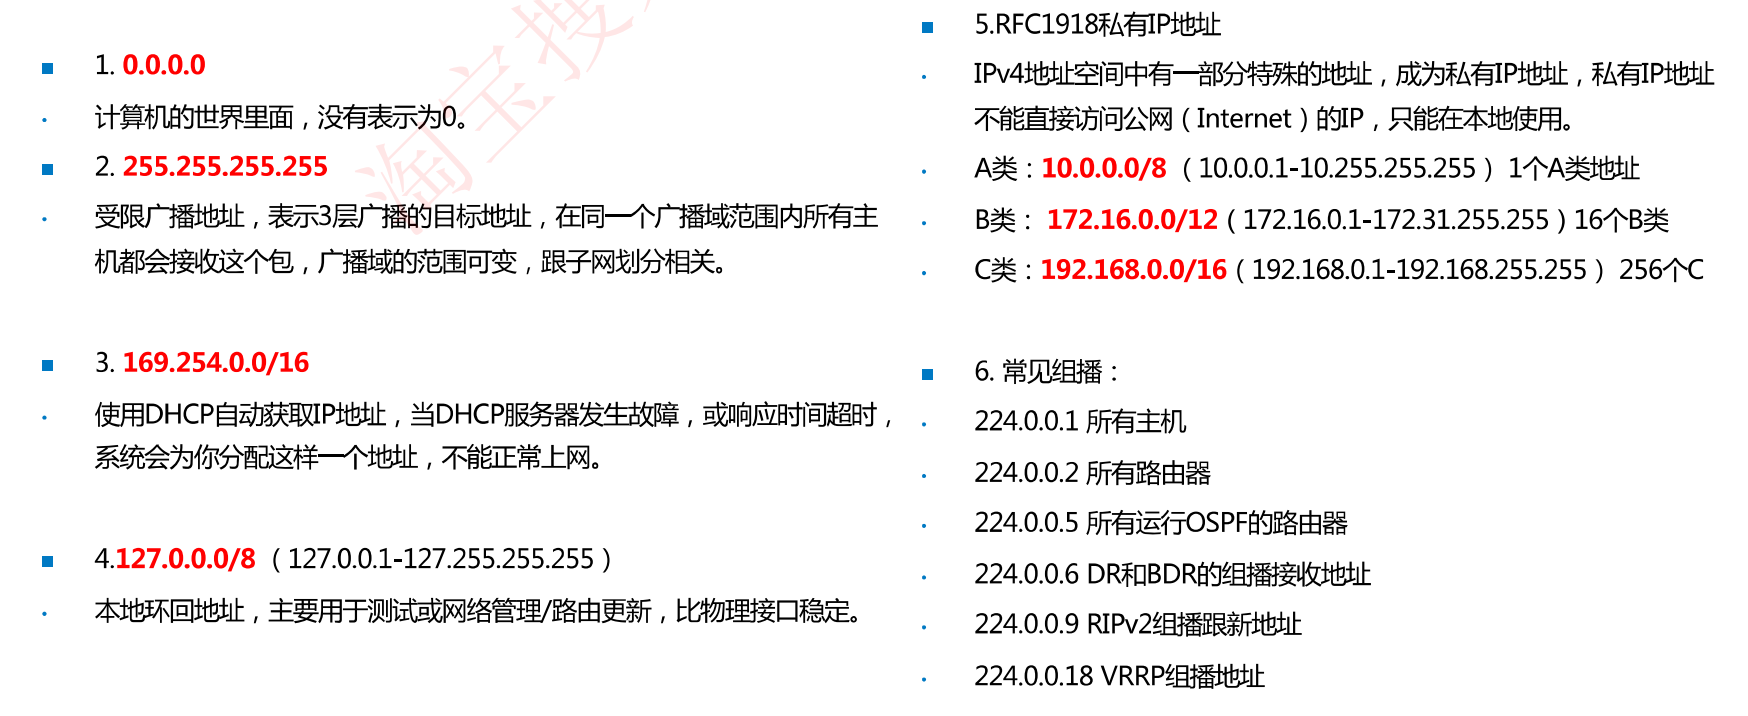 1. 0.0.0.0
计算机的世界里面，没有表示为0。
2. 255.255.255.255
受限广播地址，表示3层广播的目标地址，在同一个广播域范围内所有主
机都会接收这个包，广播域的范围可变，跟子网划分相关。
3. 169.254.0.0/16
使用DHCP自动获取IP地址，当DHCP服务器发生故障，或响应时间超时，
系统会为你分配这样一个地址，不能正常上网。
4.127.0.0.0/8 （127.0.0.1-127.255.255.255）
本地环回地址，主要用于测试或网络管理/路由更新，比物理接口稳定。
5.RFC1918私有IP地址
IPv4地址空间中有一部分特殊的地址，成为私有IP地址，私有IP地址
不能直接访问公网（Internet）的IP，只能在本地使用。
A类：10.0.0.0/8 （10.0.0.1-10.255.255.255） 1个A类地址
B类： 172.16.0.0/12（172.16.0.1-172.31.255.255）16个B类
C类：192.168.0.0/16（192.168.0.1-192.168.255.255） 256个C
6. 常见组播：
224.0.0.1 所有主机
224.0.0.2 所有路由器
224.0.0.5 所有运行OSPF的路由器
224.0.0.6 DR和BDR的组播接收地址
224.0.0.9 RIPv2组播跟新地址
224.0.0.18 VRRP组播地址
淘宝搜